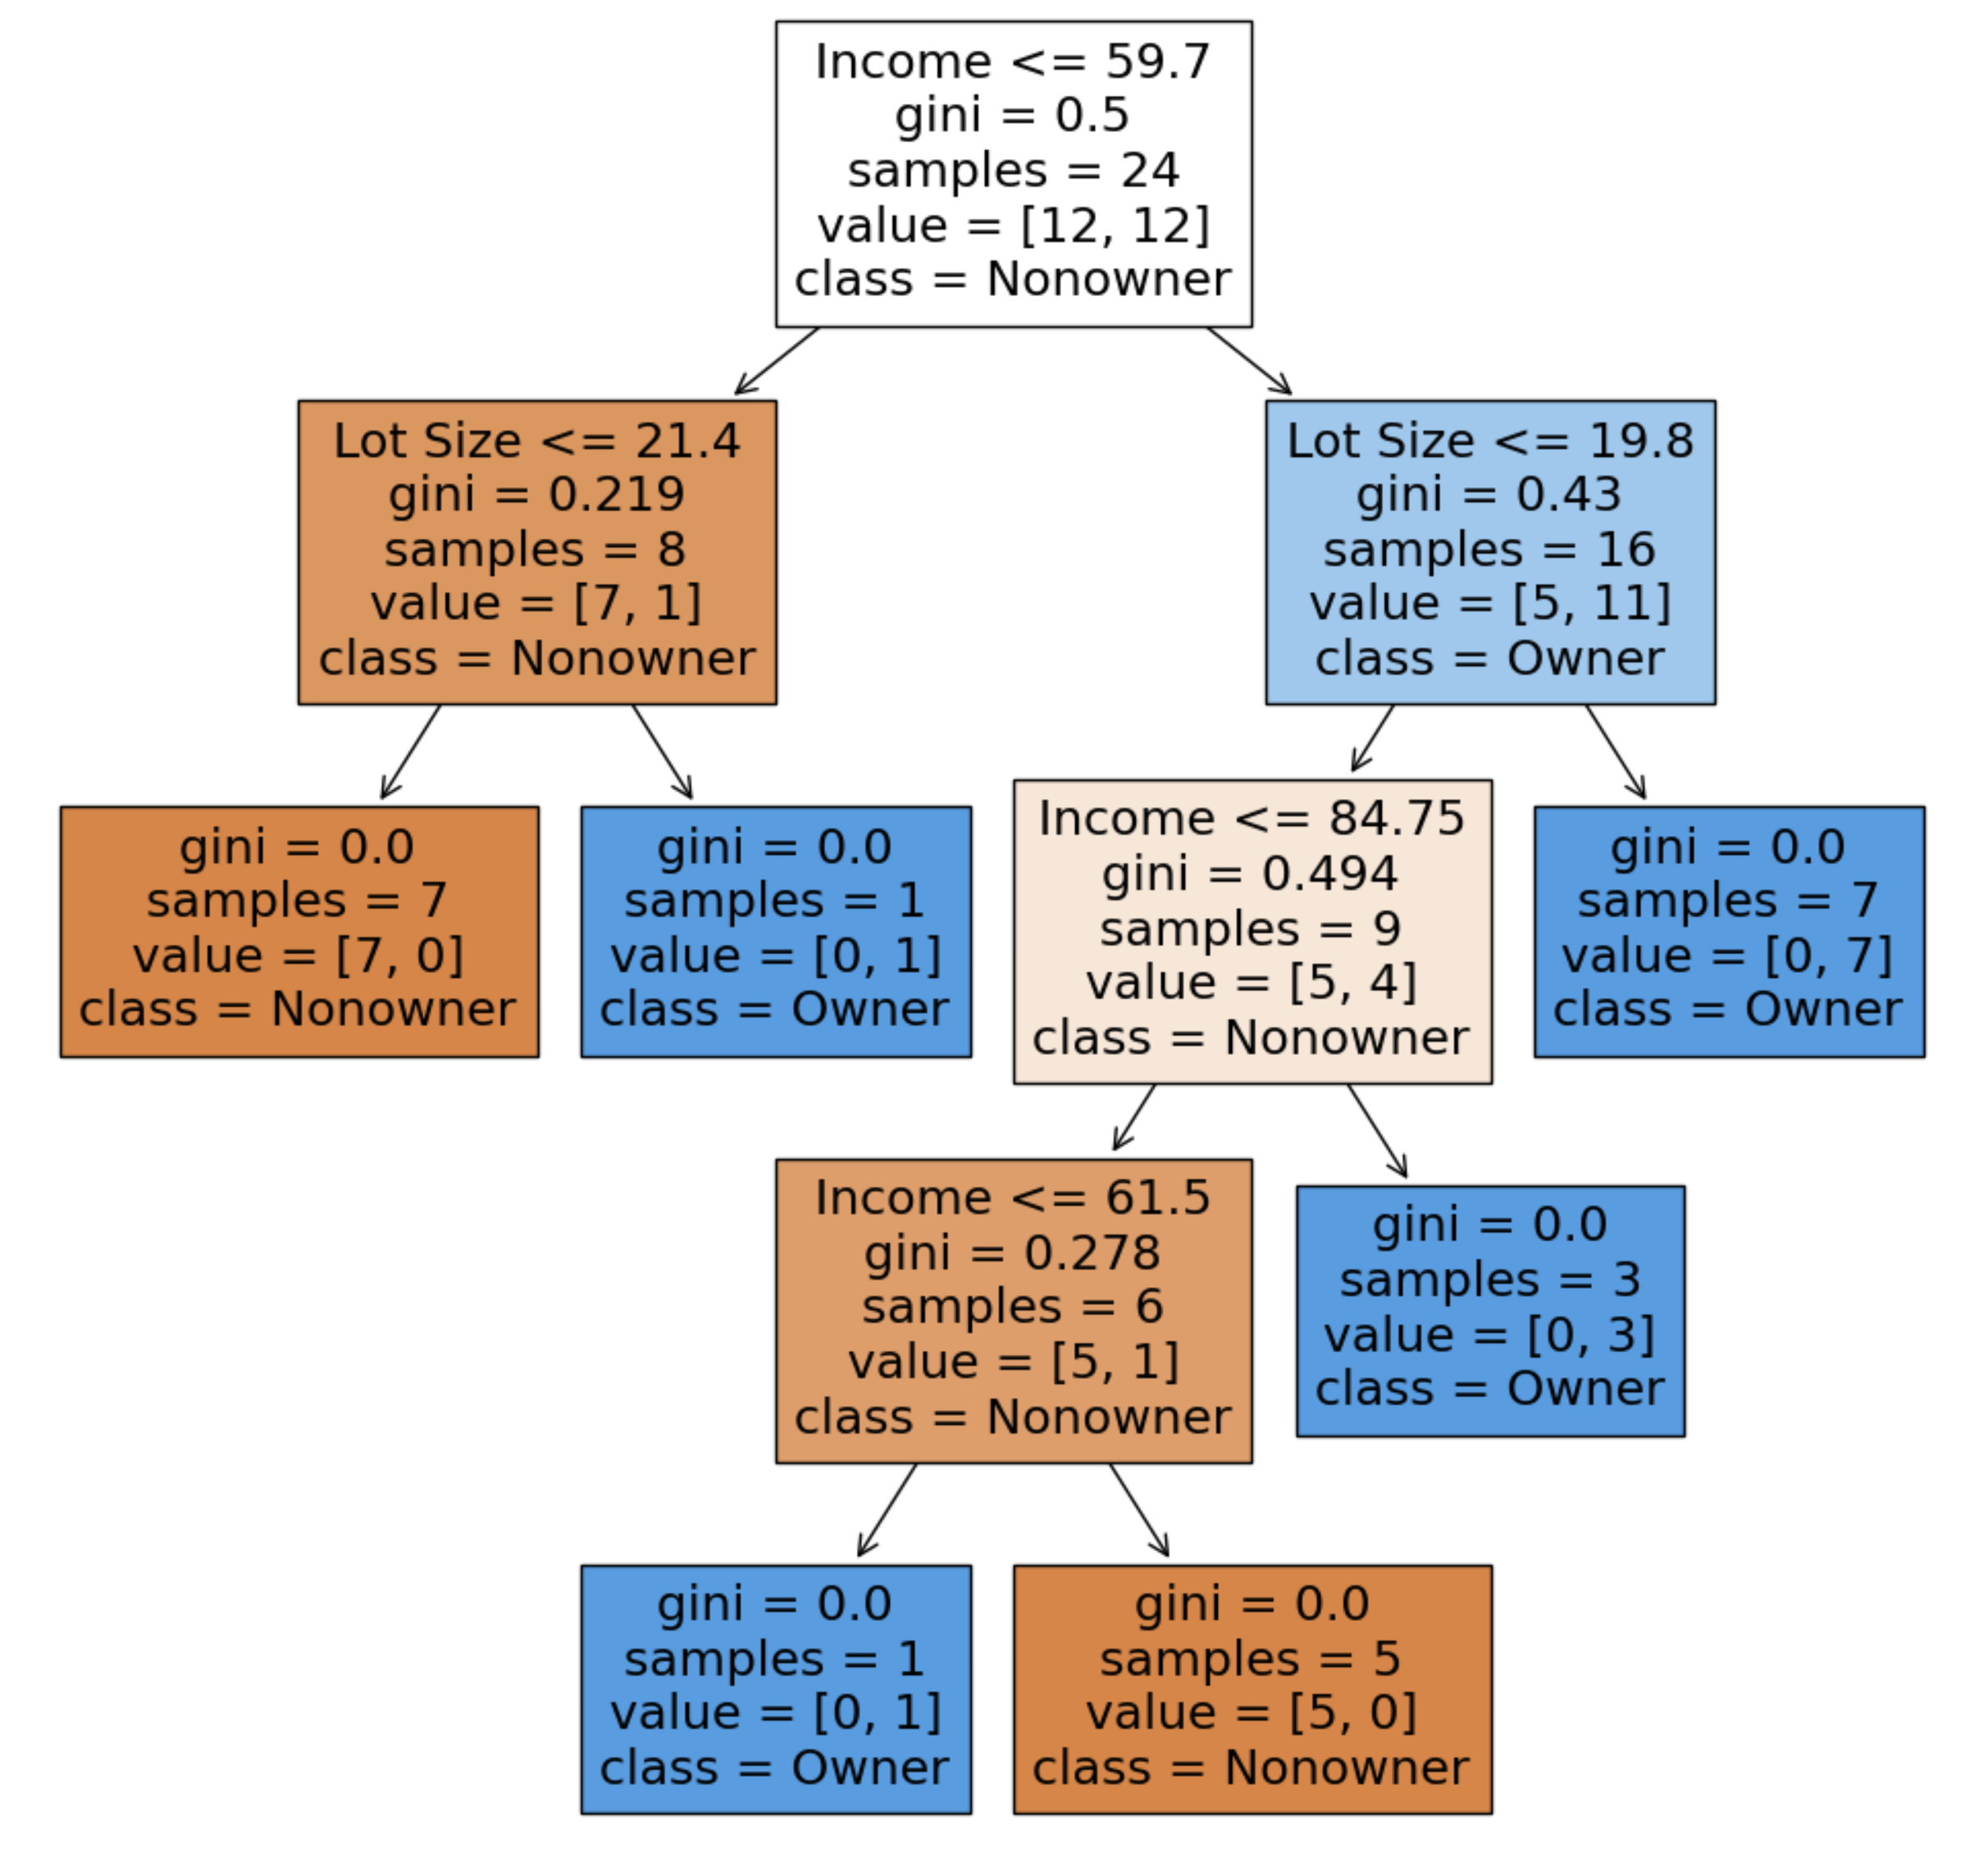 Income <= 59.7
gini = 0.5
samples = 24
value = [12, 12]
class = Nonowner
Lot Size <= 21.4
gini = 0.219
samples = 8
value = [7, 1]
class = Nonowner
Lot Size <= 19.8
gini = 0.43
samples = 16
value = [5, 11]
class = Owner
gini = 0.0
samples = 7
value = [7, 0]
class = Nonowner
gini = 0.0
samples = 1
value = [0, 1]
class = Owner
Income <= 84.75
gini = 0.494
samples = 9
value = [5, 4]
class = Nonowner
gini = 0.0
samples = 7
value = [0, 7]
class = Owner
Income <= 61.5
gini = 0.278
samples = 6
value = [5, 1]
class = Nonowner
gini = 0.0
samples = 3
value = [0, 3]
class = Owner
gini = 0.0
samples = 1
value = [0, 1]
class = Owner
gini = 0.0
samples = 5
value = [5, 0]
class = Nonowner